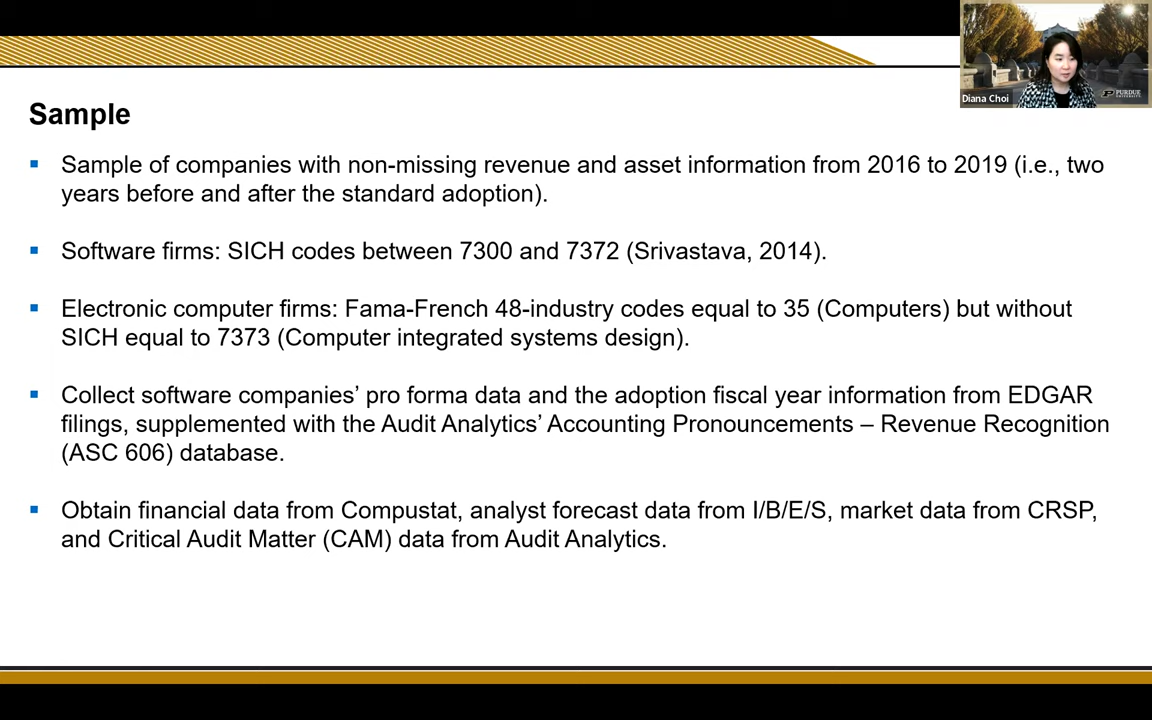 Diana Choi
PURDUE
UNIVERSITY
Sample
Sample of companies with non-missing revenue and asset information from 2016 to 2019 (i.e., two
years before and after the standard adoption).
Software firms: SICH codes between 7300 and 7372 (Srivastava, 2014).
Electronic computer firms: Fama-French 48-industry codes equal to 35 (Computers) but without
SICH equal to 7373 (Computer integrated systems design).
Collect software companies’ pro forma data and the adoption fiscal year information from EDGAR
filings, supplemented with the Audit Analytics’ Accounting Pronouncements – Revenue Recognition
(ASC 606) database.
Obtain financial data from Compustat, analyst forecast data from I/B/E/S, market data from CRSP,
and Critical Audit Matter (CAM) data from Audit Analytics.